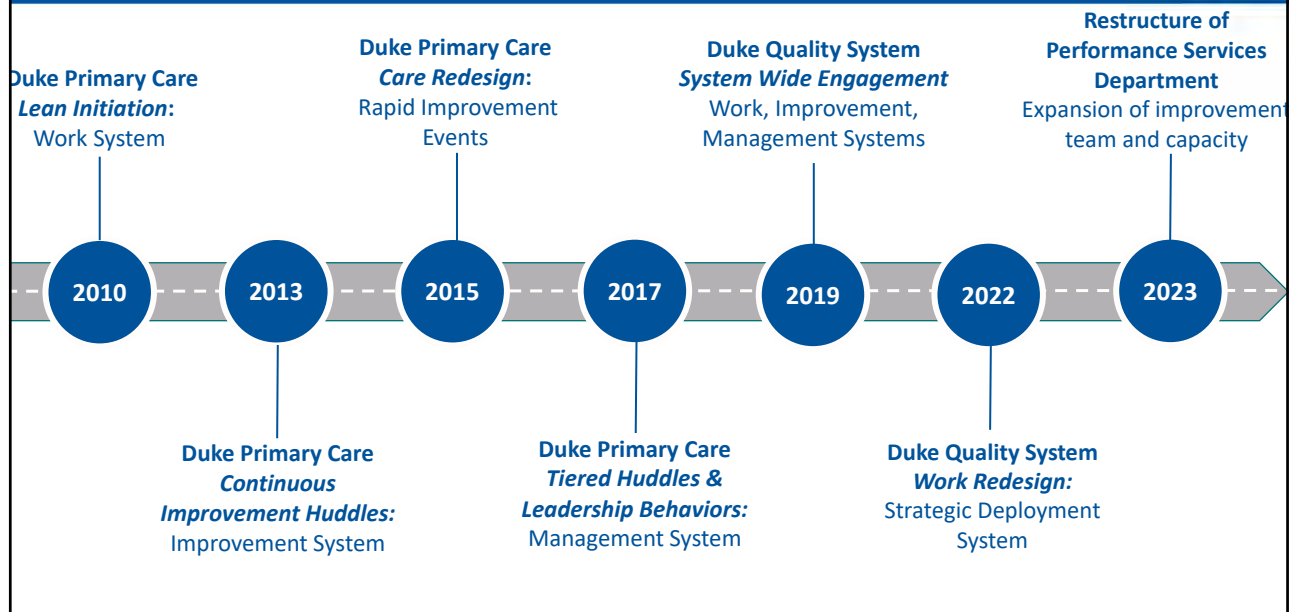 Duke Primary Care
Lean Initiation:
Work System
Duke Primary Care
Care Redesign:
Rapid Improvement
Events
Duke Quality System
System Wide Engagement
Work, Improvement,
Management Systems
Restructure of
Performance Services
Department
Expansion of improvement
team and capacity
2010
2013
2015
2017
2019
2022
2023
Duke Primary Care
Continuous
Improvement Huddles:
Improvement System
Duke Primary Care
Tiered Huddles &
Leadership Behaviors:
Management System
Duke Quality System
Work Redesign:
Strategic Deployment
System